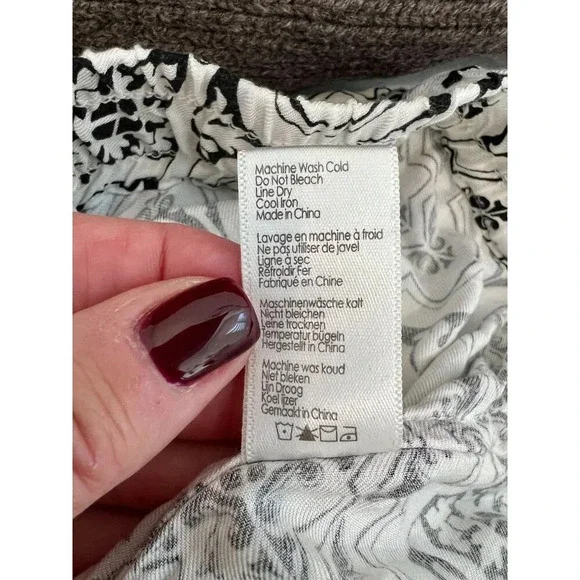 Machine Wash Cold
Do Not Bleach
Line Dry
Cool Iron
Made in China
Lavage en machine à froid
Ne pas utiliser de javel
Ligne à sec
Refroidir Fer
Fabriqué en Chine
Maschinenwäsche kalt
Nicht bleichen
Leine trocknen
Temperatur bügeln
Hergestellt in China
Machine was koud
Niet bleken
Lijn Droog
Koel ijzer
Gemaakt in China